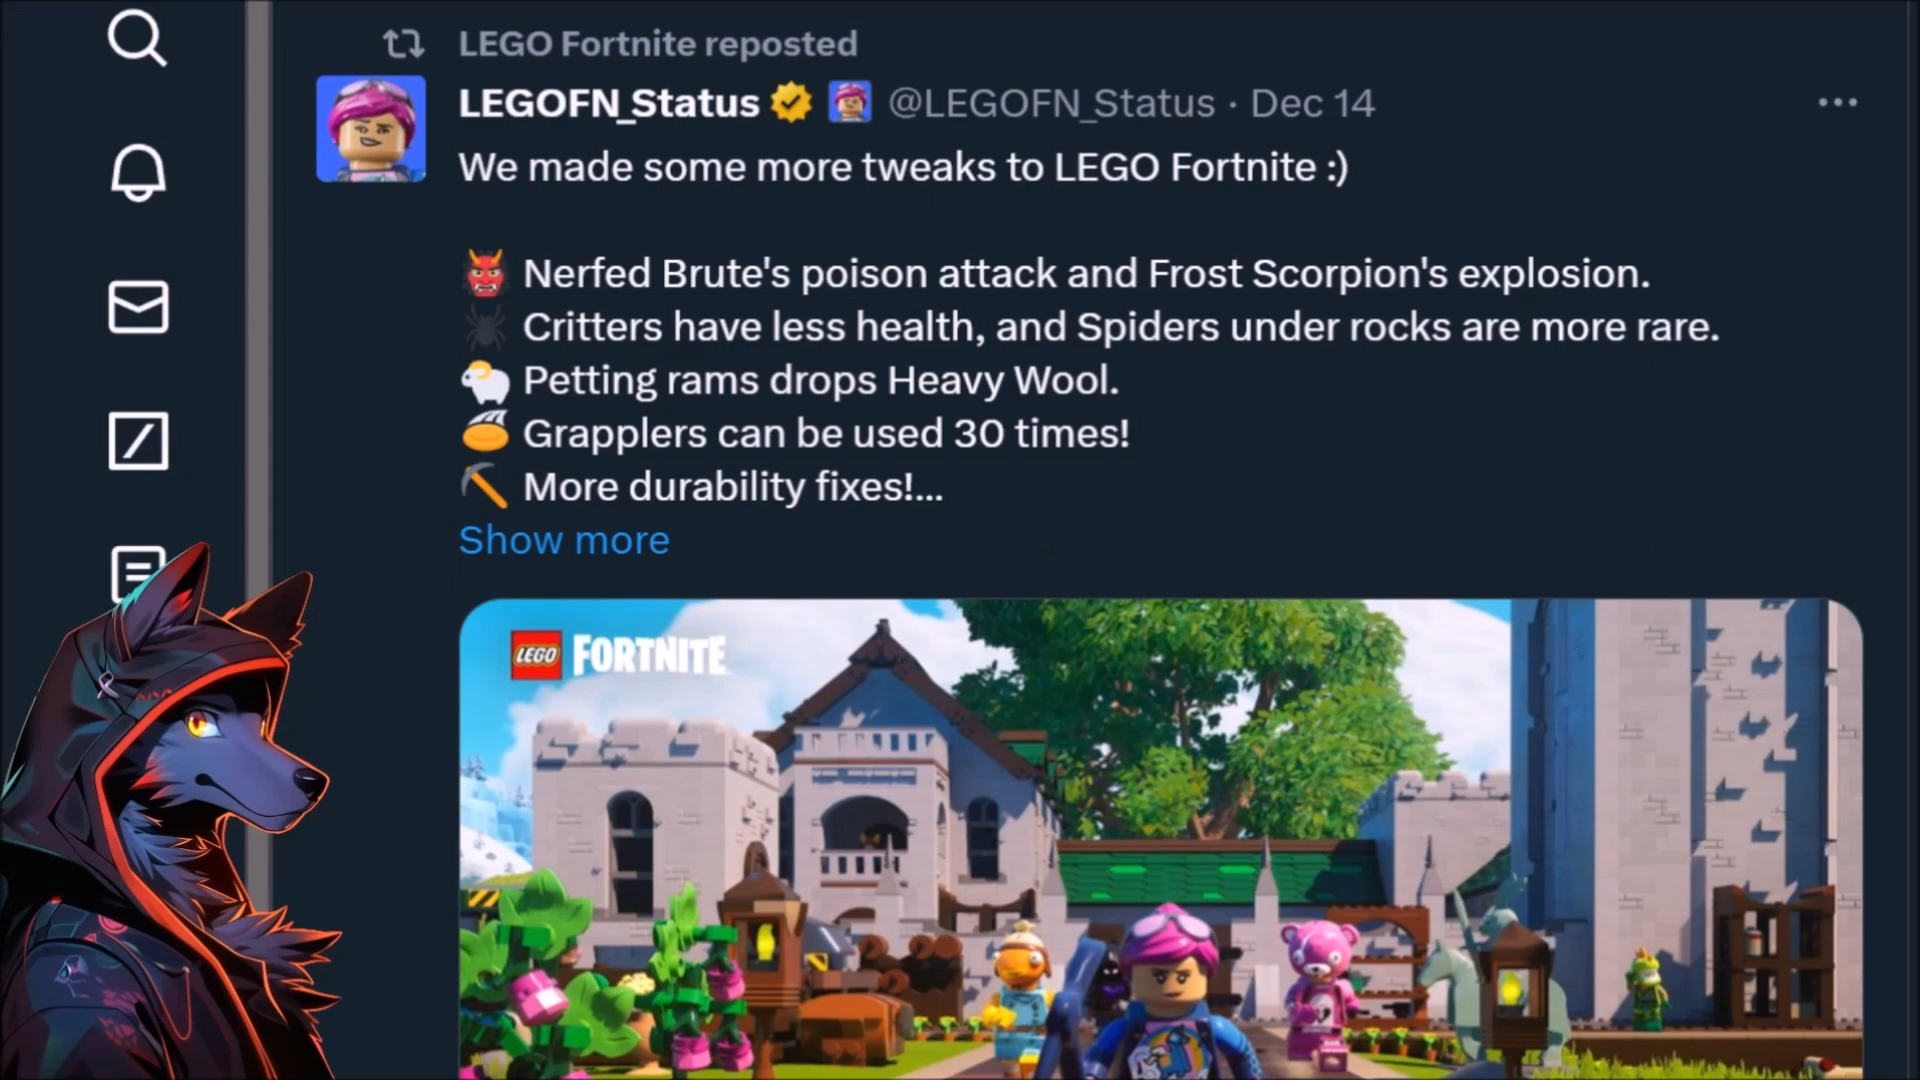 LEGO Fortnite reposted
LEGOFN_Status @LEGOFN_Status · Dec 14
We made some more tweaks to LEGO Fortnite :)
👹 Nerfed Brute's poison attack and Frost Scorpion's explosion.
🕷 Critters have less health, and Spiders under rocks are more rare.
🐏 Petting rams drops Heavy Wool.
Grapplers can be used 30 times!
⛏ More durability fixes!...
Show more
LEGO FORTNITE